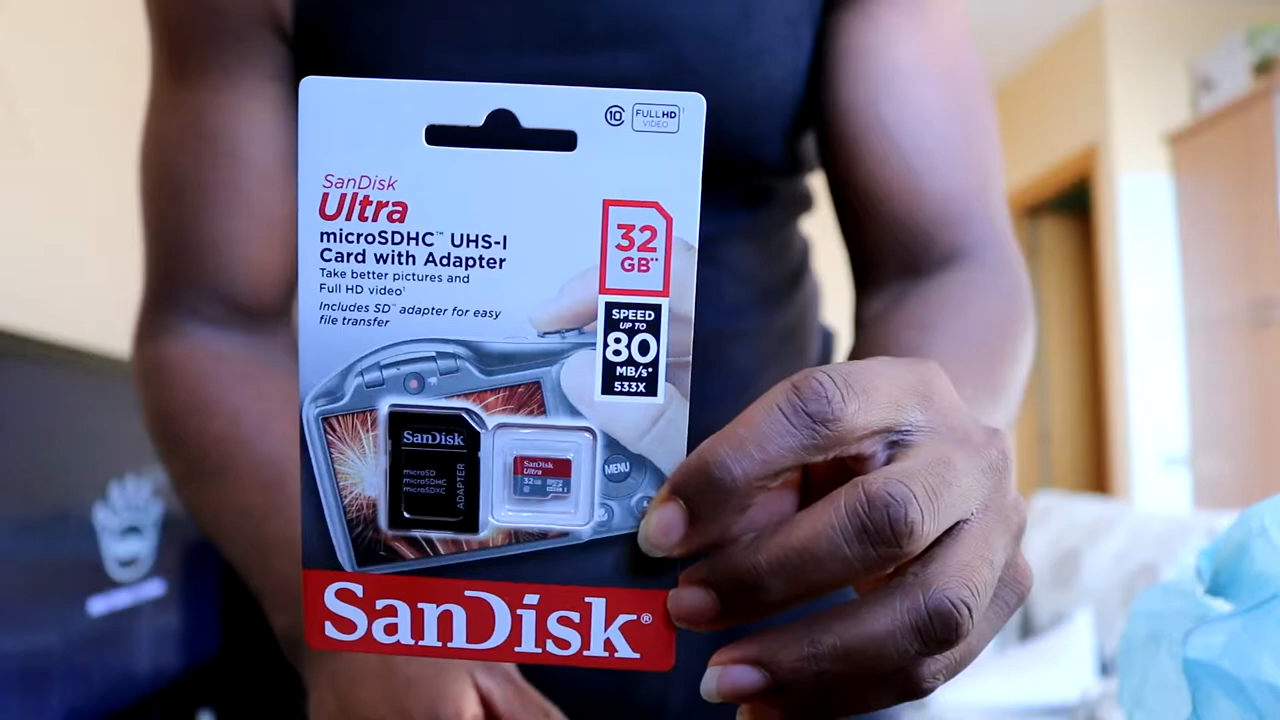 10
FULL HD
VIDEO
SanDisk
Ultra
microSDHC™ UHS-I
Card with Adapter
Take better pictures and
Full HD video¹
Includes SD™ adapter for easy
file transfer
32
GB**
SPEED
UP TO
80
MB/s*
533X
SanDisk
microSD
microSDHC
microSDXC
ADAPTER
SanDisk
Ultra
32GB
MENU
SanDisk®